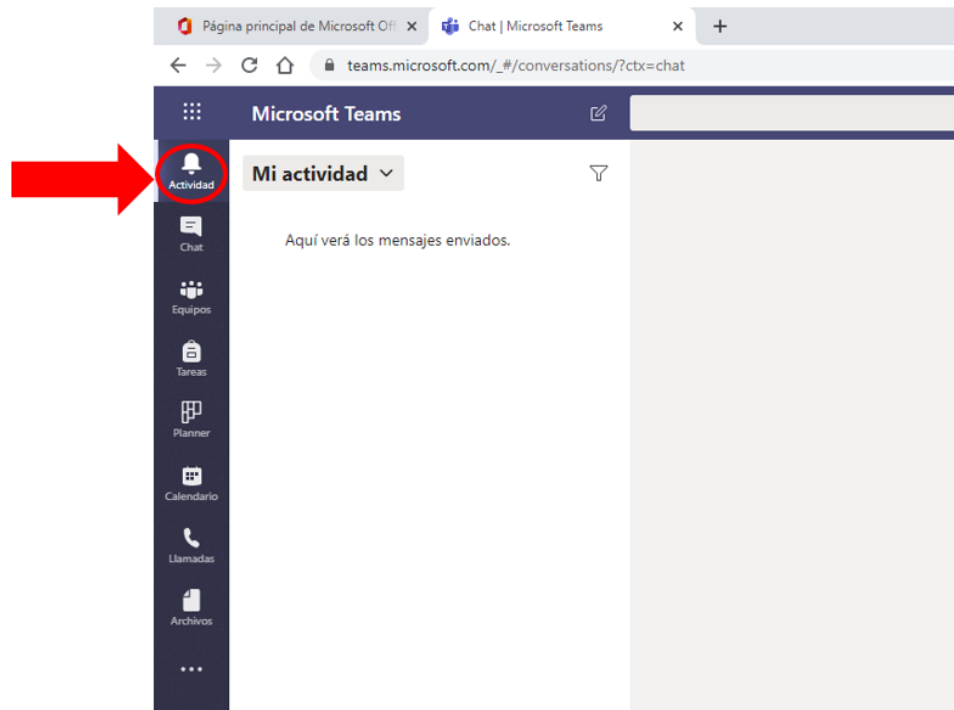 Página principal de Microsoft Off
Chat | Microsoft Teams
teams.microsoft.com/_#/conversations/?ctx=chat
Microsoft Teams
Actividad
Mi actividad
Aquí verá los mensajes enviados.
Chat
Equipos
Tareas
Planner
Calendario
Llamadas
Archivos